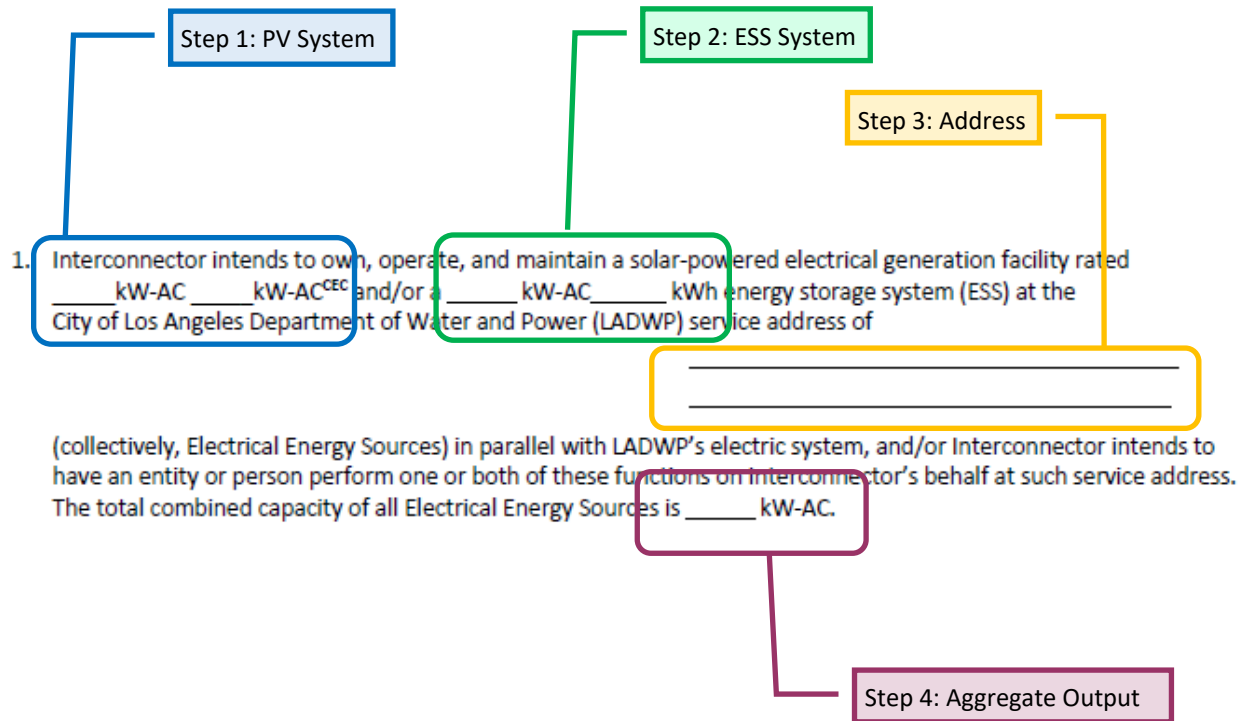 Step 1: PV System
Step 2: ESS System
Step 3: Address
1. Interconnector intends to own, operate, and maintain a solar-powered electrical generation facility rated
_____kW-AC _____kW-ACᶜᴱᶜ and/or a ______ kW-AC______ kWh energy storage system (ESS) at the
City of Los Angeles Department of Water and Power (LADWP) service address of
(collectively, Electrical Energy Sources) in parallel with LADWP's electric system, and/or Interconnector intends to
have an entity or person perform one or both of these functions on Interconnector's behalf at such service address.
The total combined capacity of all Electrical Energy Sources is ______ kW-AC.
Step 4: Aggregate Output